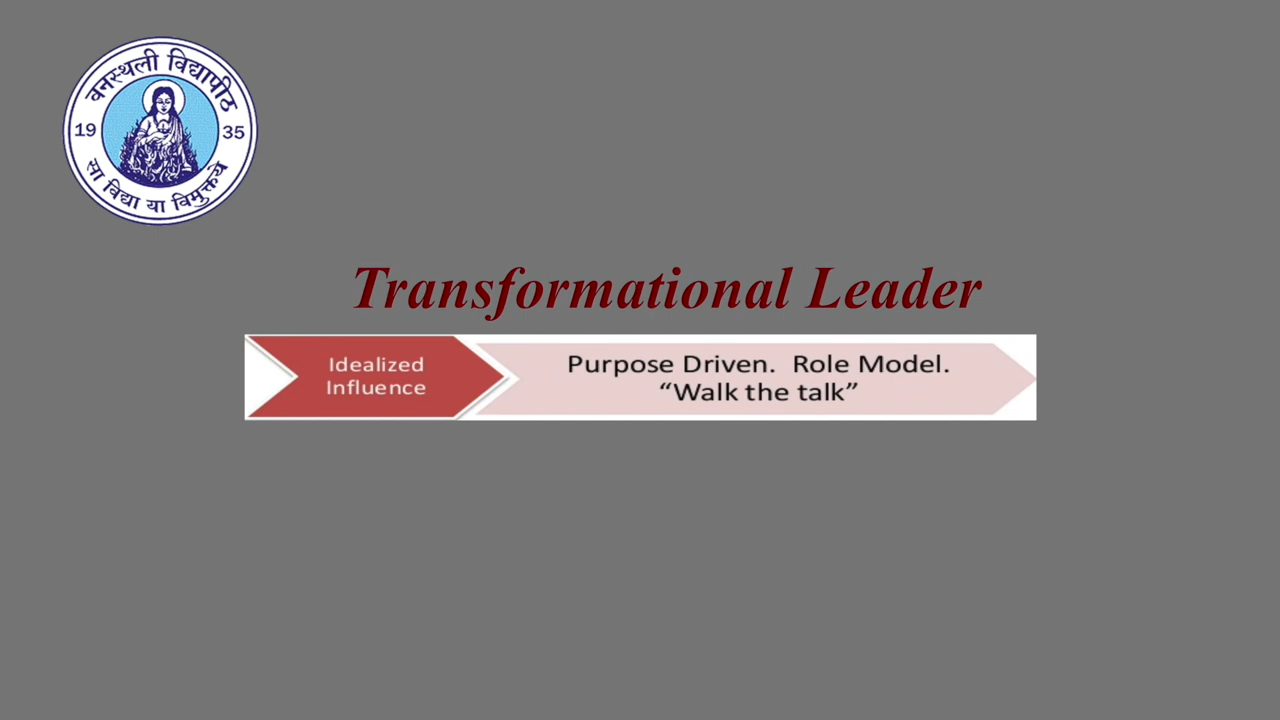 वनस्थली विद्यापीठ
19 35
सा विद्या या विमुक्तये
Transformational Leader
Idealized
Influence
Purpose Driven.  Role Model.
“Walk the talk”